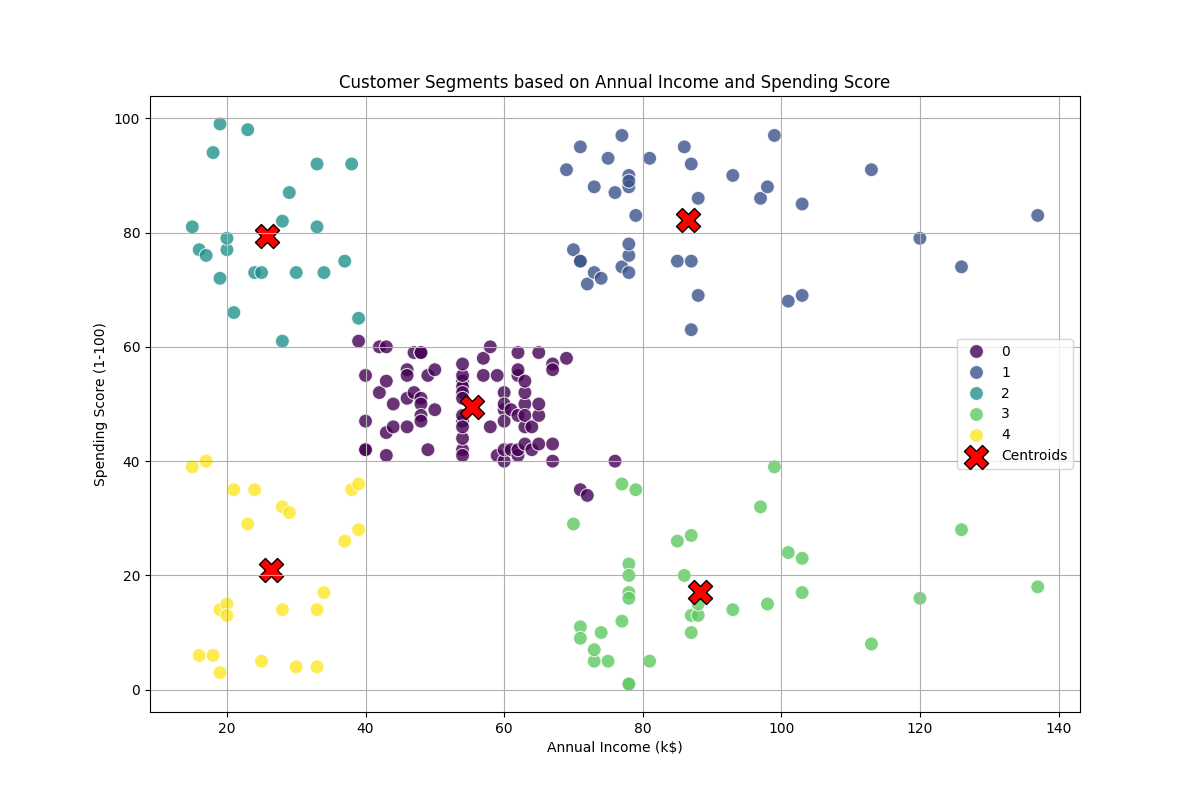 Customer Segments based on Annual Income and Spending Score
100
80
60
40
20
0
Spending Score (1-100)
20 40 60 80 100 120 140
Annual Income (k$)
0
1
2
3
4
Centroids